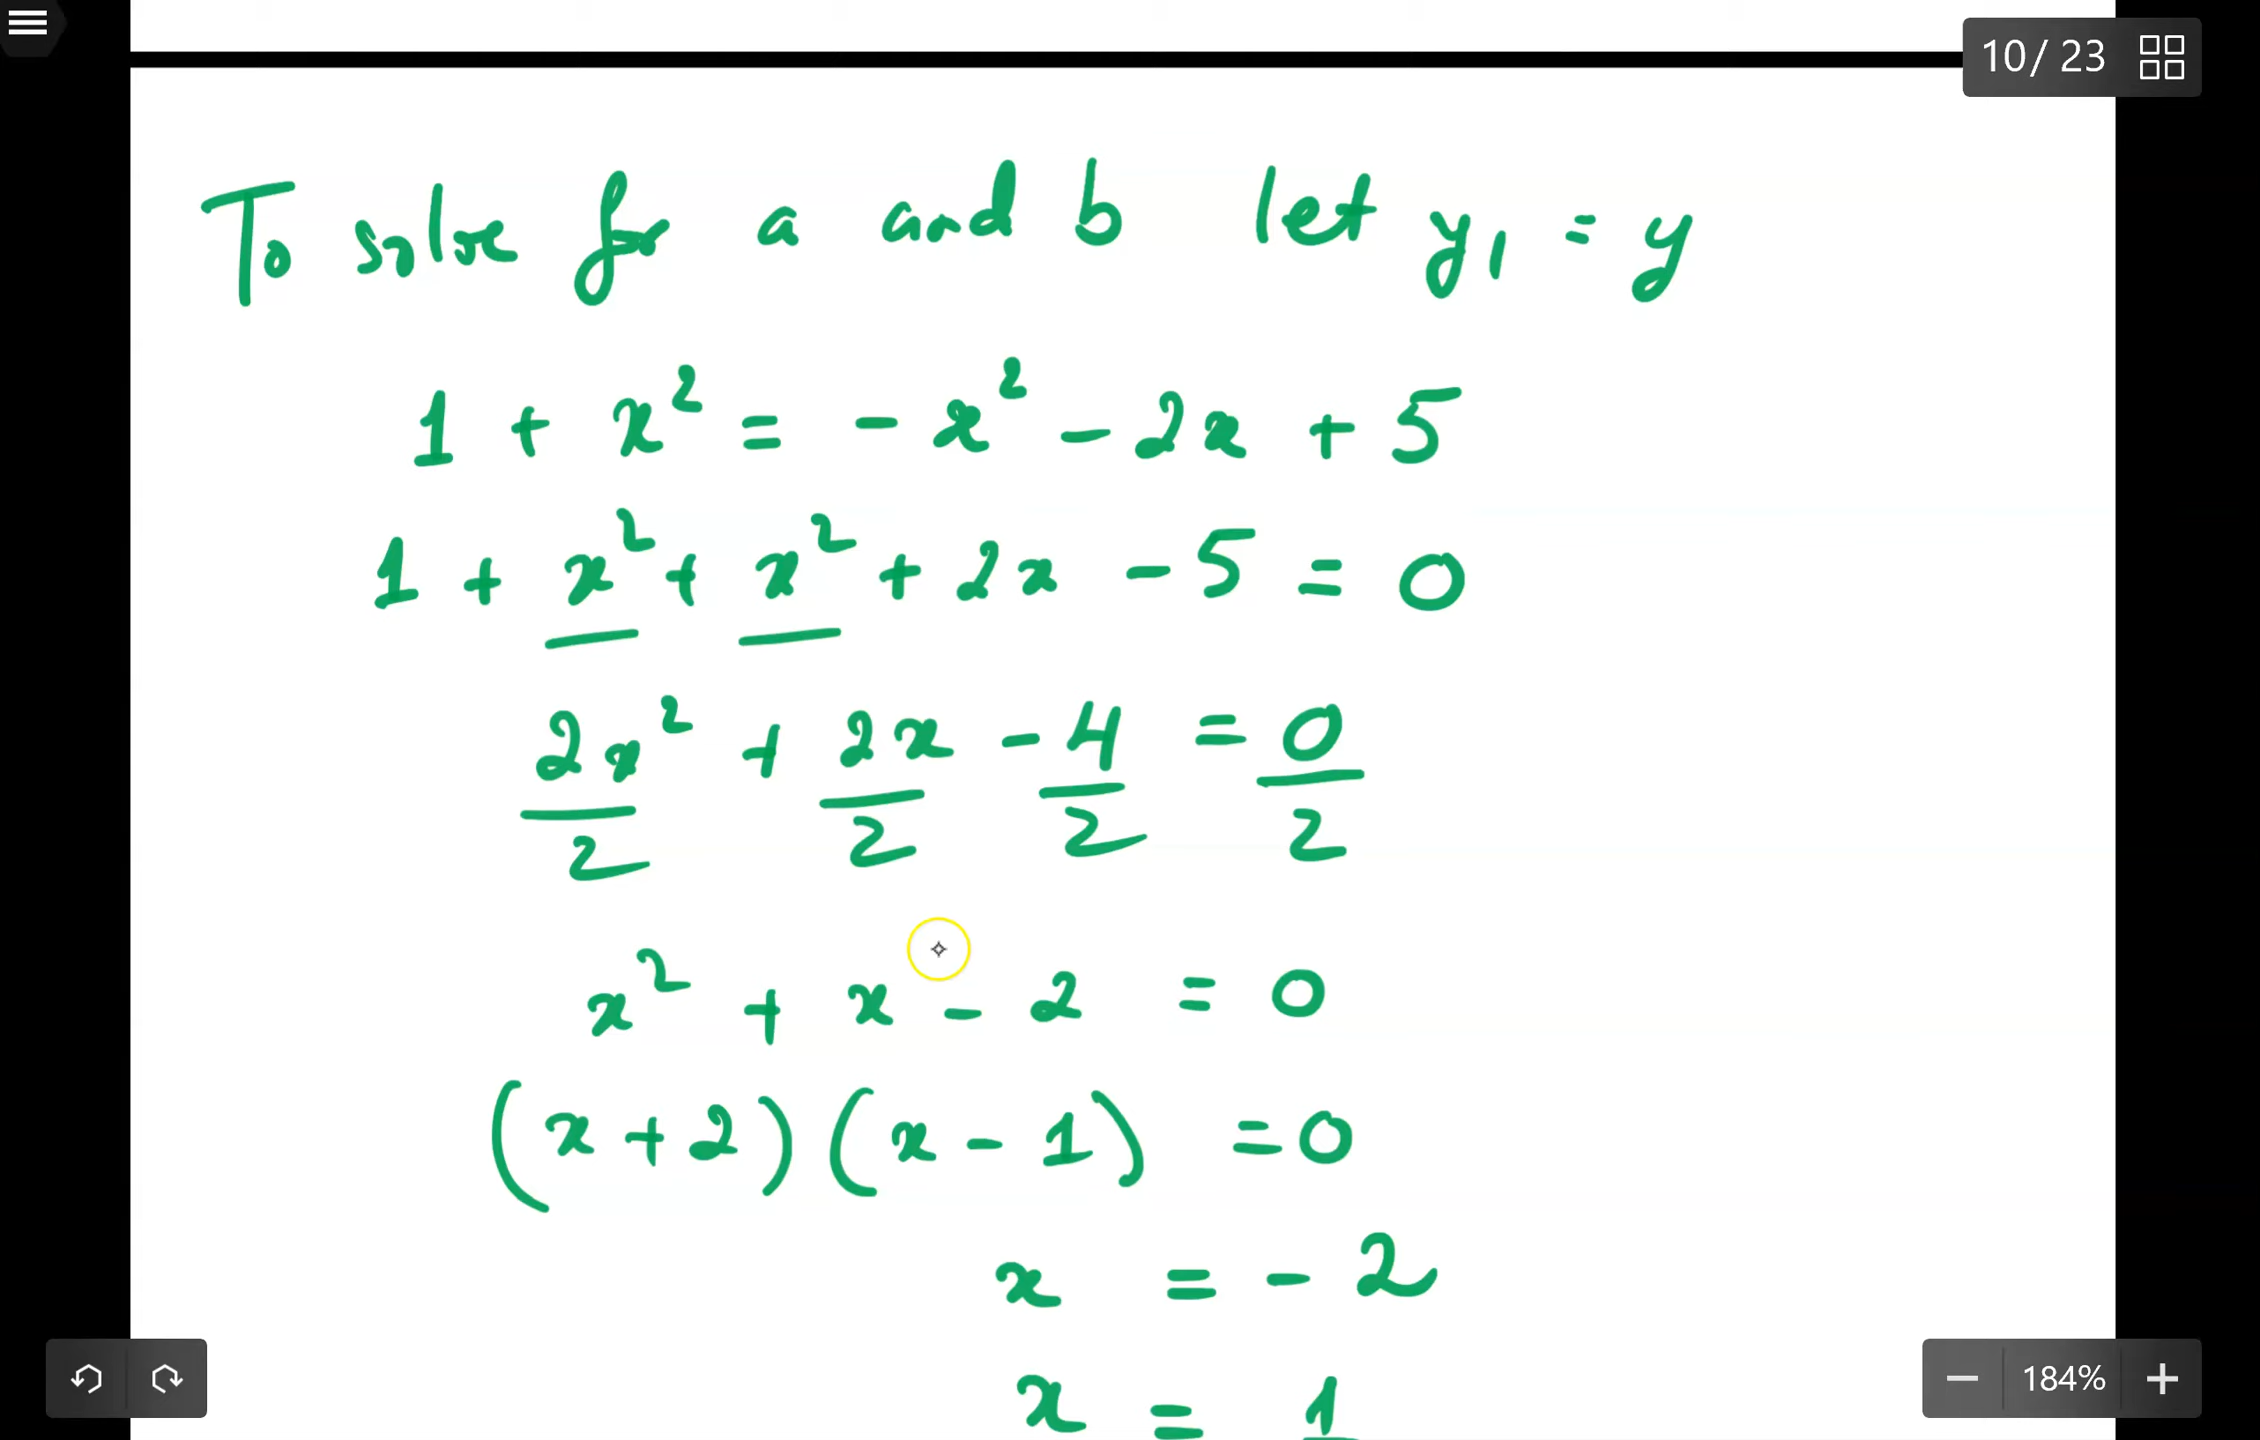 10/ 23
To solve for a and b let y₁ = y
1 + x² = - x² - 2x + 5
1 + x² + x² + 2x - 5 = 0
2x²/2 + 2x/2 - 4/2 = 0/2
x² + x - 2 = 0
(x + 2) (x - 1) = 0
x = - 2
x = 1
184%